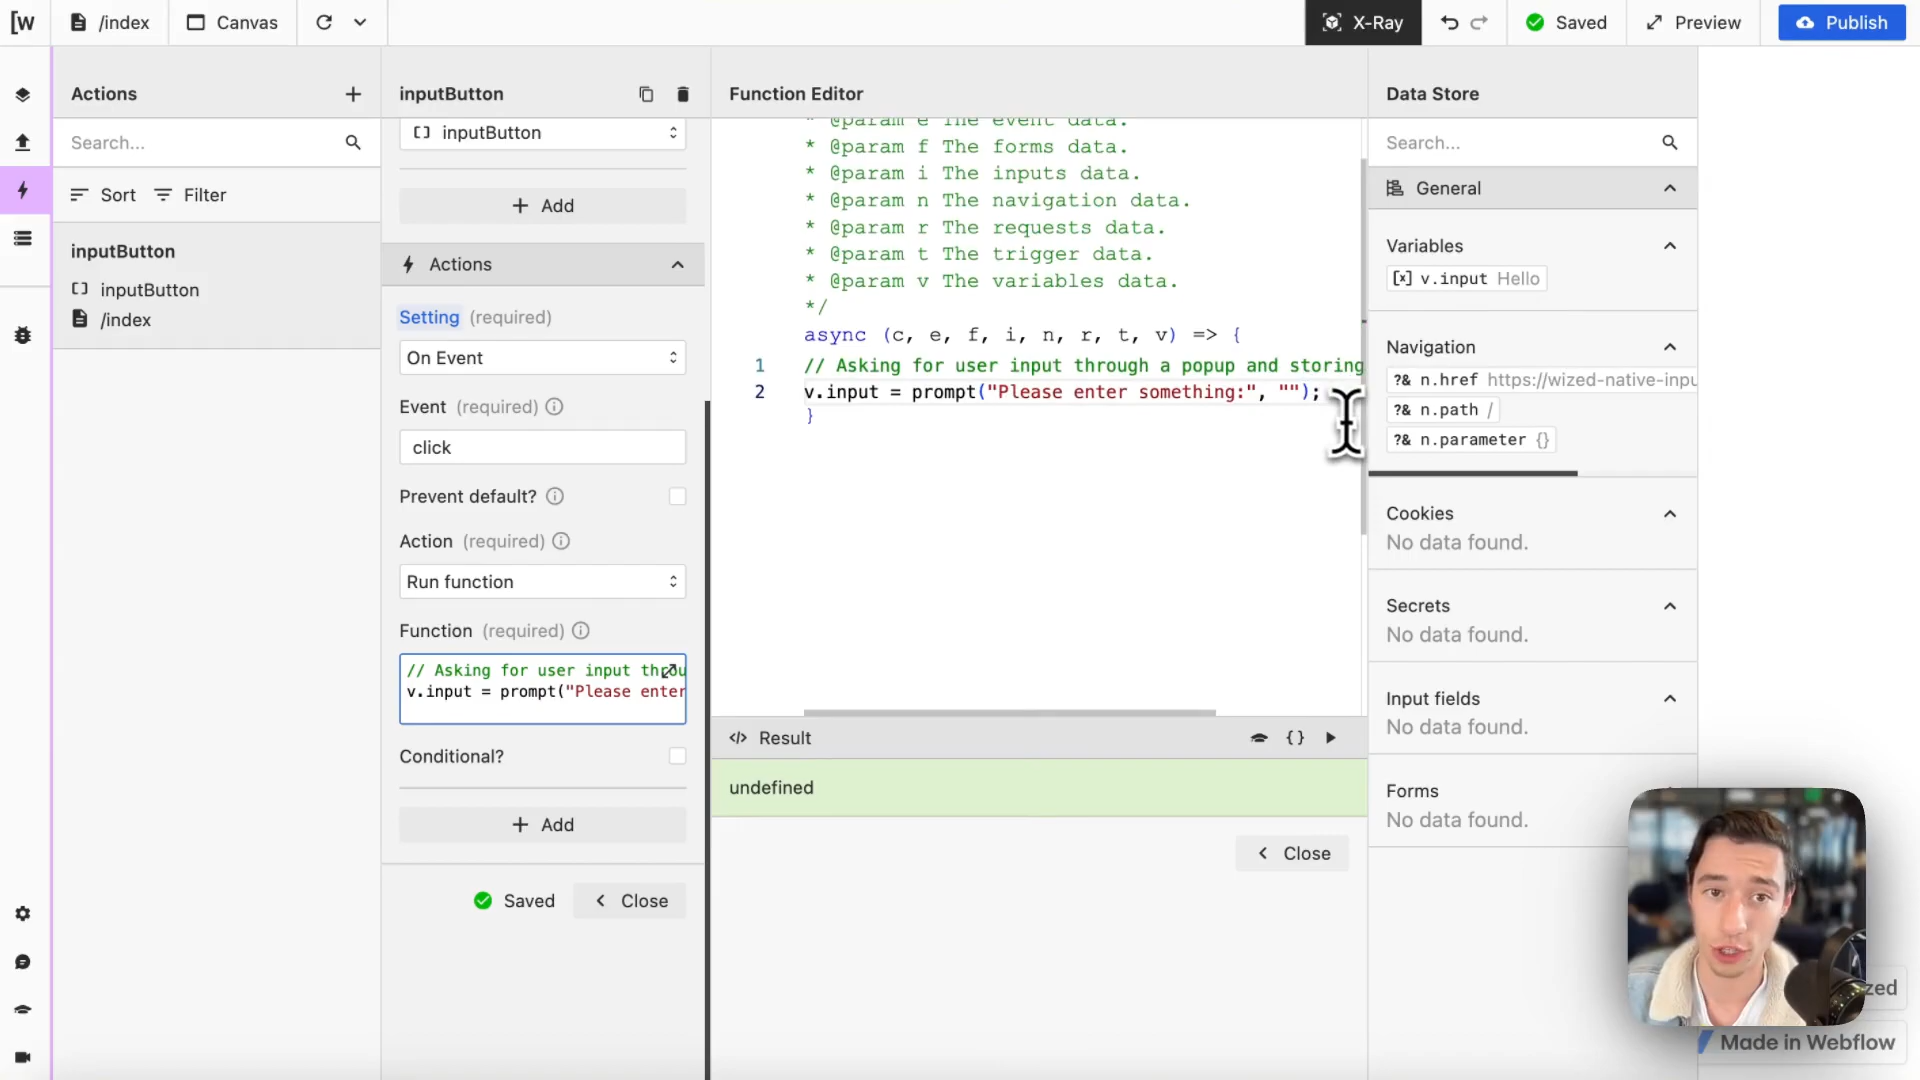 [w
/index
Canvas
X-Ray
Saved
Preview
Publish
Actions
Search...
Sort
Filter
inputButton
inputButton
/index
inputButton
inputButton
Add
Actions
Setting (required)
On Event
Event (required)
click
Prevent default?
Action (required)
Run function
Function (required)
// Asking for user input throu
v.input = prompt("Please enter
Conditional?
Add
Saved
Close
Function Editor
* @param e The event data.
* @param f The forms data.
* @param i The inputs data.
* @param n The navigation data.
* @param r The requests data.
* @param t The trigger data.
* @param v The variables data.
*/
async (c, e, f, i, n, r, t, v) => {
1 // Asking for user input through a popup and storing
2 v.input = prompt("Please enter something:", "");
}
</> Result
{}
undefined
Close
Data Store
Search...
General
Variables
[x] v.input Hello
Navigation
?& n.href https://wized-native-inpu
?& n.path /
?& n.parameter {}
Cookies
No data found.
Secrets
No data found.
Input fields
No data found.
Forms
No data found.
zed
Made in Webflow